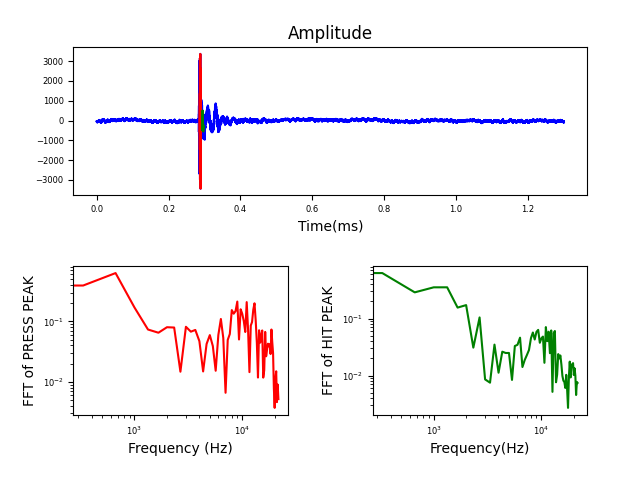 Amplitude
3000
2000
1000
0
−1000
−2000
−3000
0.0 0.2 0.4 0.6 0.8 1.0 1.2
Time(ms)
FFT of PRESS PEAK
10⁻¹
10⁻²
10³ 10⁴
Frequency (Hz)
FFT of HIT PEAK
10⁻¹
10⁻²
10³ 10⁴
Frequency(Hz)